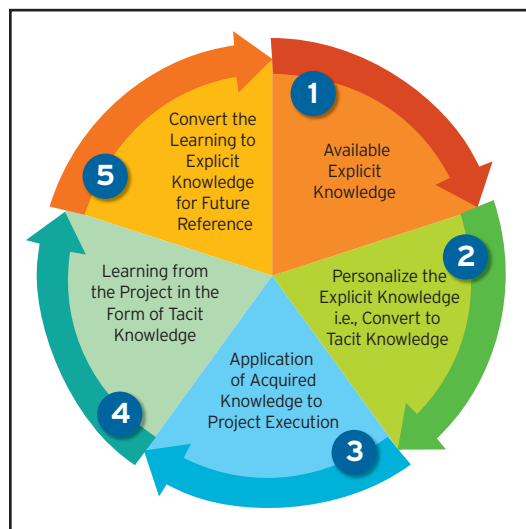 1
Available
Explicit
Knowledge
2
Personalize the
Explicit Knowledge
i.e., Convert to
Tacit Knowledge
3
Application
of Acquired
Knowledge to
Project Execution
4
Learning from
the Project in the
Form of Tacit
Knowledge
5
Convert the
Learning to
Explicit
Knowledge
for Future
Reference